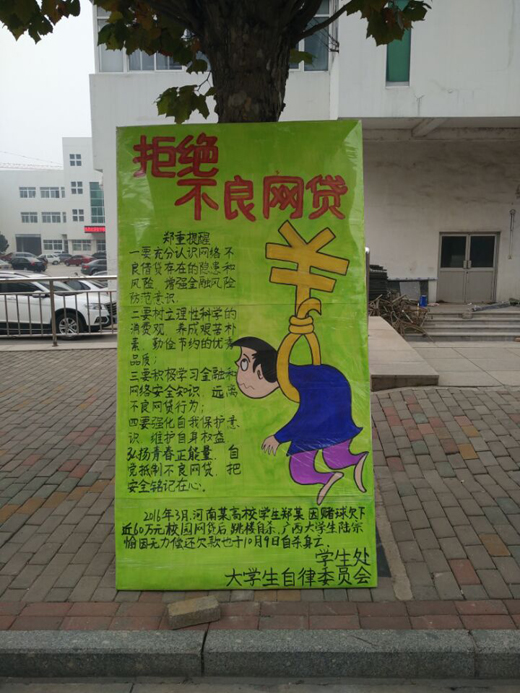 拒绝
不良网贷
郑重提醒
一要充分认识网络不
良借贷存在的隐患和
风险，增强金融风险
防范意识。
二要树立理性科学的
消费观，养成艰苦朴
素，勤俭节约的优秀
品质；
三要积极学习金融和
网络安全知识，远离
不良网贷行为；
四要强化自我保护意
识，维护自身权益
弘扬青春正能量，自
觉抵制不良网贷，把
安全铭记在心。
2016年3月，河南某高校学生郑某因赌球欠下
近60万元校园网贷后跳楼自杀，广西大学生陆宗
怡因无力偿还欠款也于10月9日自杀身亡。
学生处
大学生自律委员会